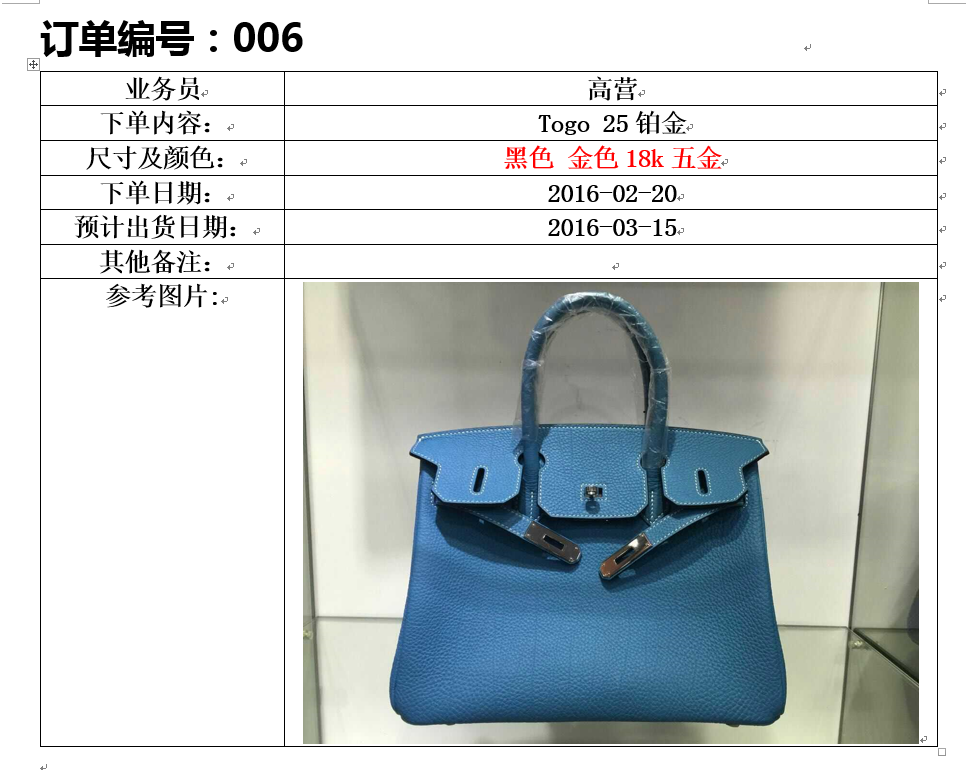 订单编号：006
业务员 高营
下单内容： Togo 25 铂金
尺寸及颜色： 黑色 金色 18k 五金
下单日期： 2016-02-20
预计出货日期： 2016-03-15
其他备注：
参考图片: